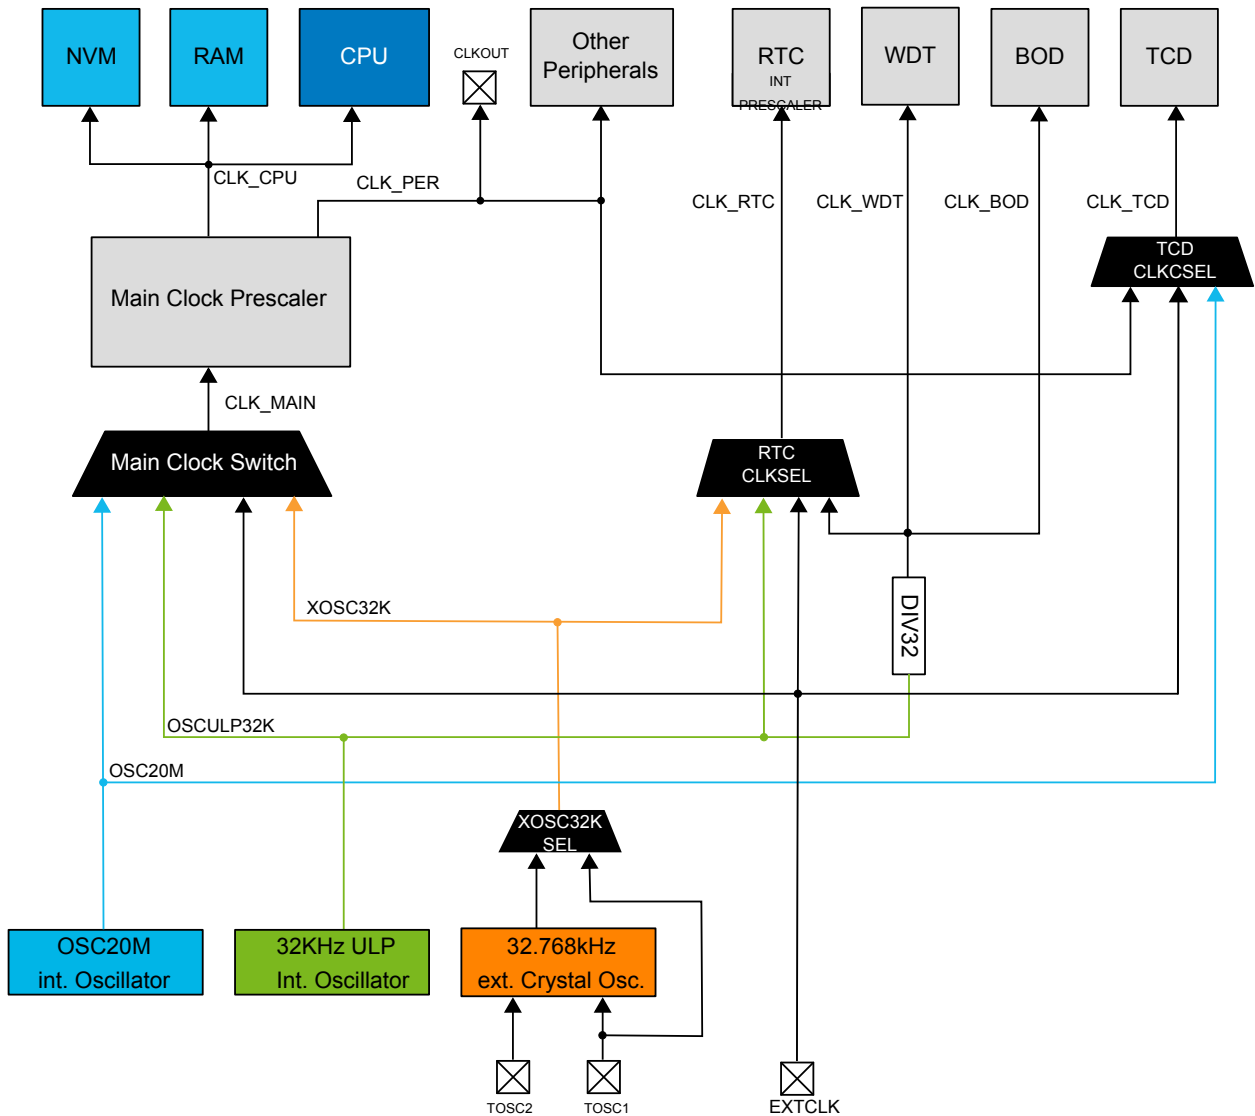 NVM
RAM
CPU
CLKOUT
Other
Peripherals
RTC
INT
PRESCALER
WDT
BOD
TCD
CLK_CPU
CLK_PER
CLK_RTC
CLK_WDT
CLK_BOD
CLK_TCD
TCD
CLKCSEL
Main Clock Prescaler
CLK_MAIN
Main Clock Switch
RTC
CLKSEL
XOSC32K
DIV32
OSCULP32K
OSC20M
XOSC32K
SEL
OSC20M
int. Oscillator
32KHz ULP
Int. Oscillator
32.768kHz
ext. Crystal Osc.
TOSC2
TOSC1
EXTCLK